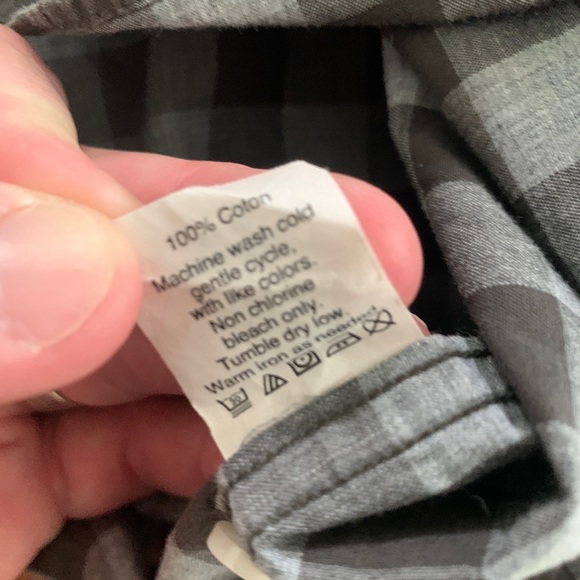 100% Coton
Machine wash cold
gentle cycle,
with like colors.
Non chlorine
bleach only.
Tumble dry low.
Warm iron as needed
30